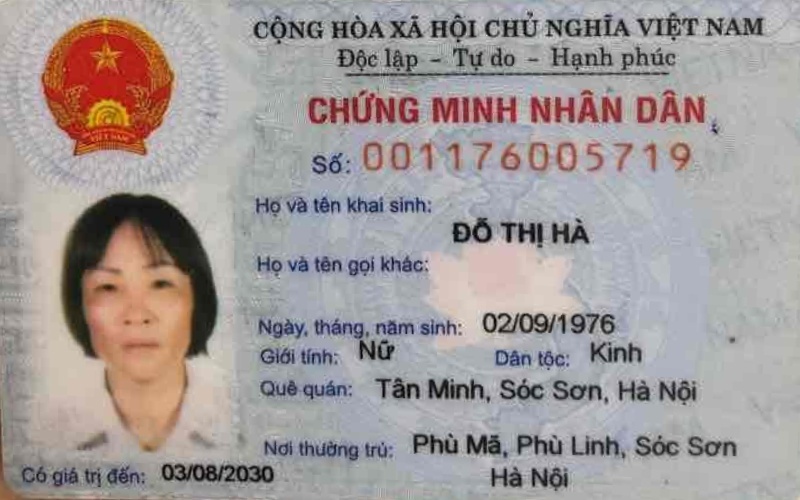 CỘNG HÒA XÃ HỘI CHỦ NGHĨA VIỆT NAM
Độc lập - Tự do - Hạnh phúc
CHỨNG MINH NHÂN DÂN
Số: 001176005719
Họ và tên khai sinh:
ĐỖ THỊ HÀ
Họ và tên gọi khác:
Ngày, tháng, năm sinh: 02/09/1976
Giới tính: Nữ Dân tộc: Kinh
Quê quán: Tân Minh, Sóc Sơn, Hà Nội
Nơi thường trú: Phù Mã, Phù Linh, Sóc Sơn
Hà Nội
Có giá trị đến: 03/08/2030